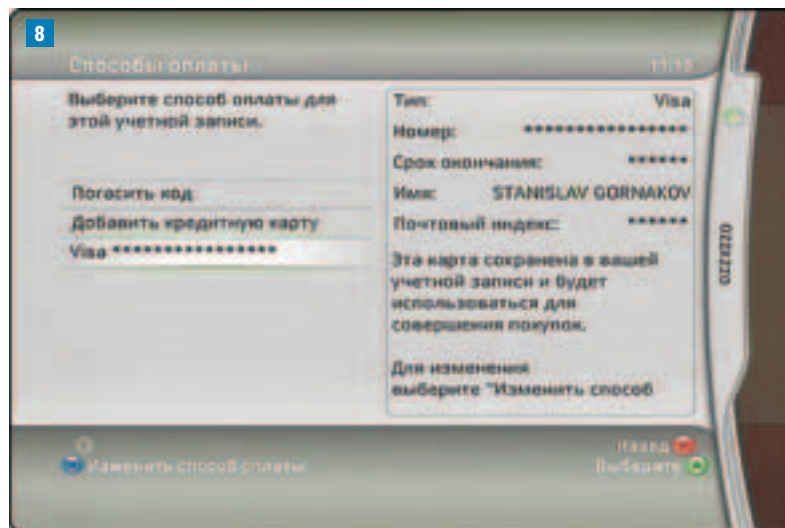 8
Способы оплаты
11:13
Выберите способ оплаты для
этой учетной записи.
Погасить код
Добавить кредитную карту
Visa ****************
Тип: Visa
Номер: ****************
Срок окончания: ******
Имя: STANISLAV GORNAKOV
Почтовый индекс: ******
Эта карта сохранена в вашей
учетной записи и будет
использоваться для
совершения покупок.
Для изменения
выберите "Изменить способ
Назад
Изменить способ оплаты
Выберите